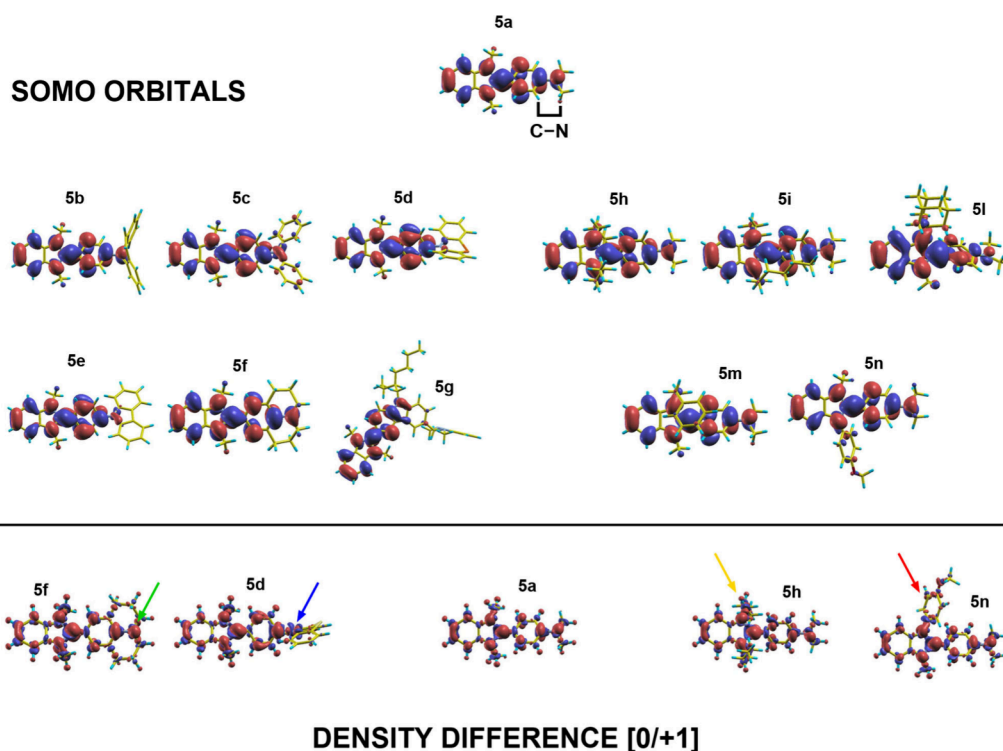 5a
SOMO ORBITALS
C–N
5b 5c 5d 5h 5i 5l
5e 5f 5g 5m 5n
5f 5d 5a 5h 5n
DENSITY DIFFERENCE [0/+1]